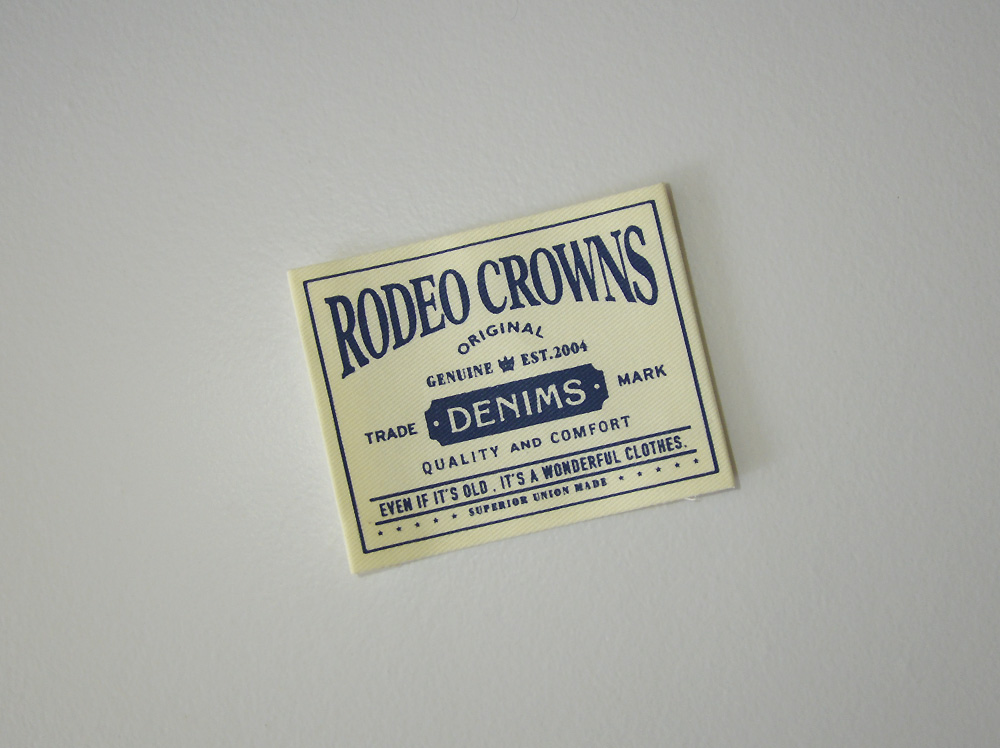 RODEO CROWNS
ORIGINAL
GENUINE EST.2004
TRADE · DENIMS · MARK
QUALITY AND COMFORT
EVEN IF IT'S OLD . IT'S A WONDERFUL CLOTHES.
★ ★ ★ ★ ★ SUPERIOR UNION MADE ★ ★ ★ ★ ★